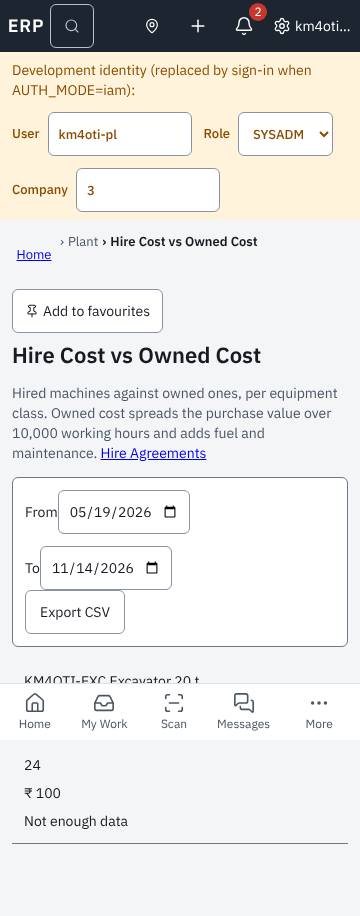 ERP
2
km4oti...
Development identity (replaced by sign-in when
AUTH_MODE=iam):
User km4oti-pl Role SYSADM
Company 3
› Plant › Hire Cost vs Owned Cost
Home
Add to favourites
Hire Cost vs Owned Cost
Hired machines against owned ones, per equipment
class. Owned cost spreads the purchase value over
10,000 working hours and adds fuel and
maintenance. Hire Agreements
From 05/19/2026
To 11/14/2026
Export CSV
KM4OTI-EXC Excavator 20 t
Home My Work Scan Messages More
24
₹ 100
Not enough data